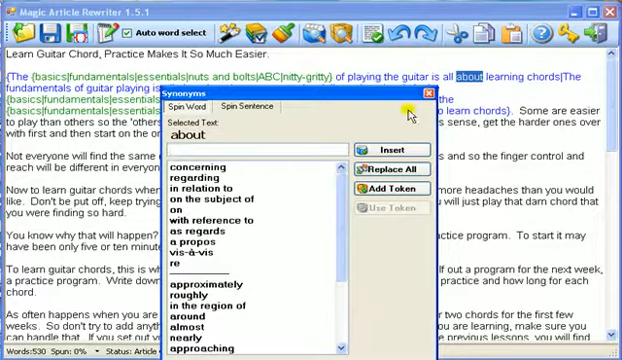 Magic Article Rewriter 1.5.1
Auto word select
Learn Guitar Chord, Practice Makes It So Much Easier.
{The {basics|fundamentals|essentials|nuts and bolts|ABC|nitty-gritty} of playing the guitar is all about learning chords|The
fundamentals of guitar playing is
{basics|fundamentals|essentials the
{basics|fundamentals|essentials to learn chords}. Some are easier
to play than others so the 'others sense, get the harder ones over
with first and then start on the o
Not everyone will find the same and so the finger control and
reach will be different in everyone
Now to learn guitar chords whe more headaches than you would
like. Don't be put off, keep trying you will just play that darn chord that
you were finding so hard.
You know why that will happen? practice program. To start it may
have been only five or ten minute
To learn guitar chords, this is wh lf out a program for the next week,
a practice program. Write down practice and how long for each
chord.
As often happens when you are two chords for the first few
weeks. So don't try to add anyth you are learning, make sure you
can handle that. If you set out yo e previous lessons, you will find
Synonyms
Spin Word Spin Sentence
Selected Text:
about
Insert
Replace All
Add Token
Use Token
concerning
regarding
in relation to
on the subject of
on
with reference to
as regards
a propos
vis-à-vis
re
approximately
roughly
in the region of
around
almost
nearly
approaching
Words:530 Spun: 0% Status: Article